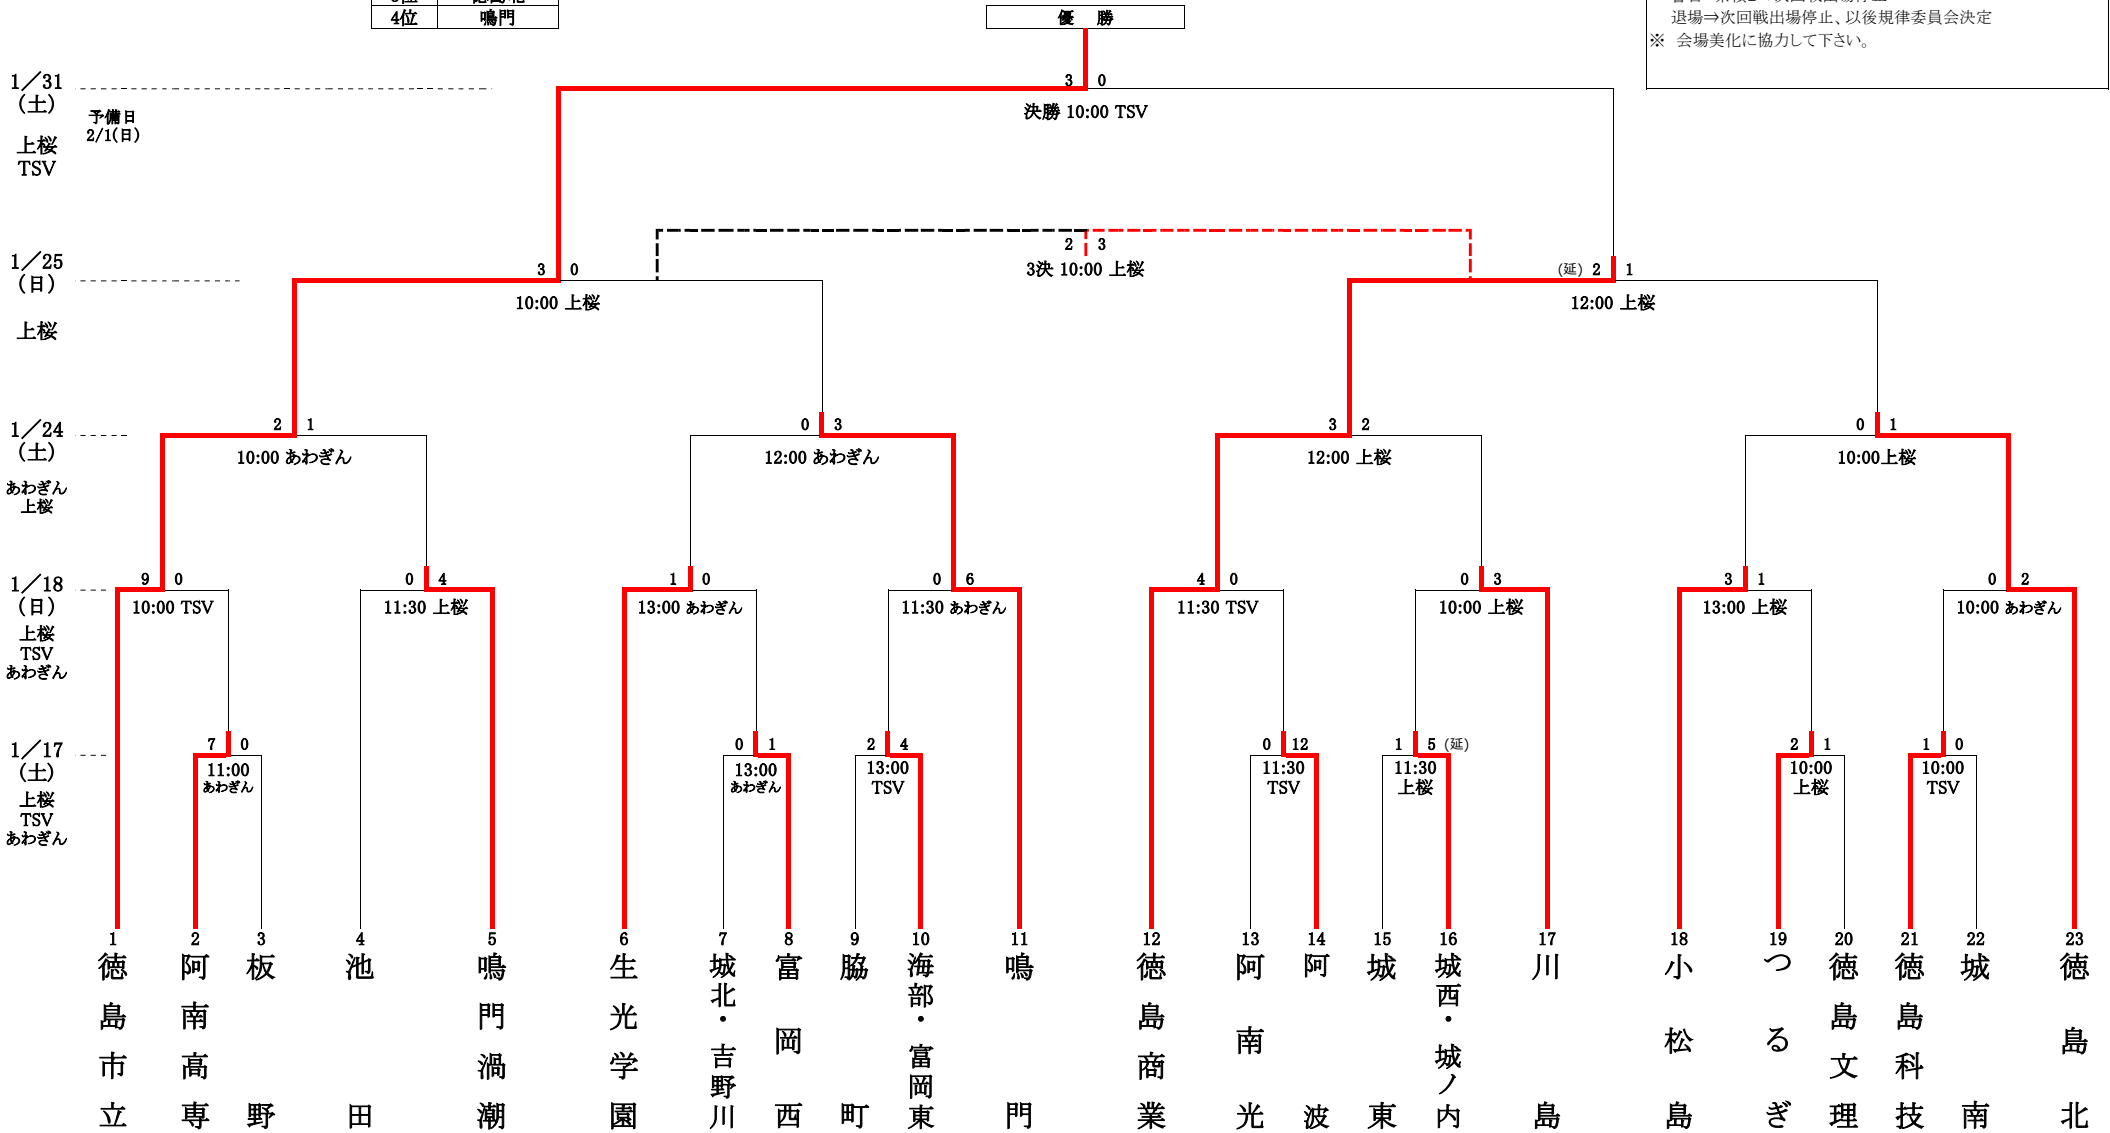 4位 鳴門
優 勝
退場⇒次回戦出場停止、以後規律委員会決定
※ 会場美化に協力して下さい。
1／31
（土）
上桜
TSV
予備日
2/1(日)
3 0
決勝 10:00 TSV
2 3
3決 10:00 上桜
1／25
（日）
上桜
3 0
10:00 上桜
(延) 2 1
12:00 上桜
1／24
（土）
あわぎん
上桜
2 1
10:00 あわぎん
0 3
12:00 あわぎん
3 2
12:00 上桜
0 1
10:00上桜
1／18
（日）
上桜
TSV
あわぎん
9 0
10:00 TSV
0 4
11:30 上桜
1 0
13:00 あわぎん
0 6
11:30 あわぎん
4 0
11:30 TSV
0 3
10:00 上桜
3 1
13:00 上桜
0 2
10:00 あわぎん
1／17
（土）
上桜
TSV
あわぎん
7 0
11:00
あわぎん
0 1
13:00
あわぎん
2 4
13:00
TSV
0 12
11:30
TSV
1 5 (延)
11:30
上桜
2 1
10:00
上桜
1 0
10:00
TSV
1 徳島市立
2 阿南高専
3 板野
4 池田
5 鳴門渦潮
6 生光学園
7 城北・吉野川
8 富岡西
9 脇町
10 海部・富岡東
11 鳴門
12 徳島商業
13 阿南光
14 阿波
15 城東
16 城西・城ノ内
17 川島
18 小松島
19 つるぎ
20 徳島文理
21 徳島科技
22 城南
23 徳島北